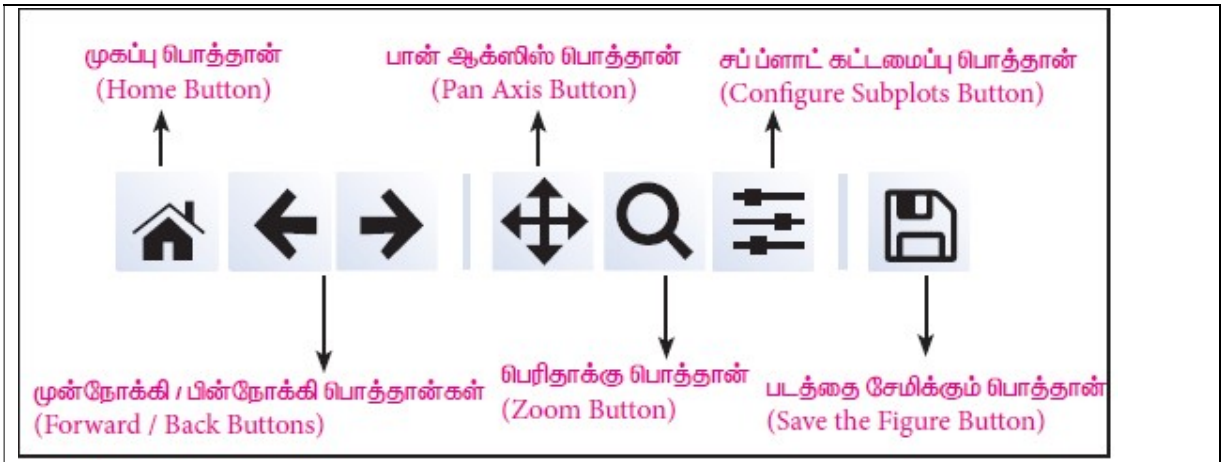 முகப்பு பொத்தான்
(Home Button)
பான் ஆக்ஸிஸ் பொத்தான்
(Pan Axis Button)
சப் ப்ளாட் கட்டமைப்பு பொத்தான்
(Configure Subplots Button)
முன்நோக்கி / பின்நோக்கி பொத்தான்கள்
(Forward / Back Buttons)
பெரிதாக்கு பொத்தான்
(Zoom Button)
படத்தை சேமிக்கும் பொத்தான்
(Save the Figure Button)